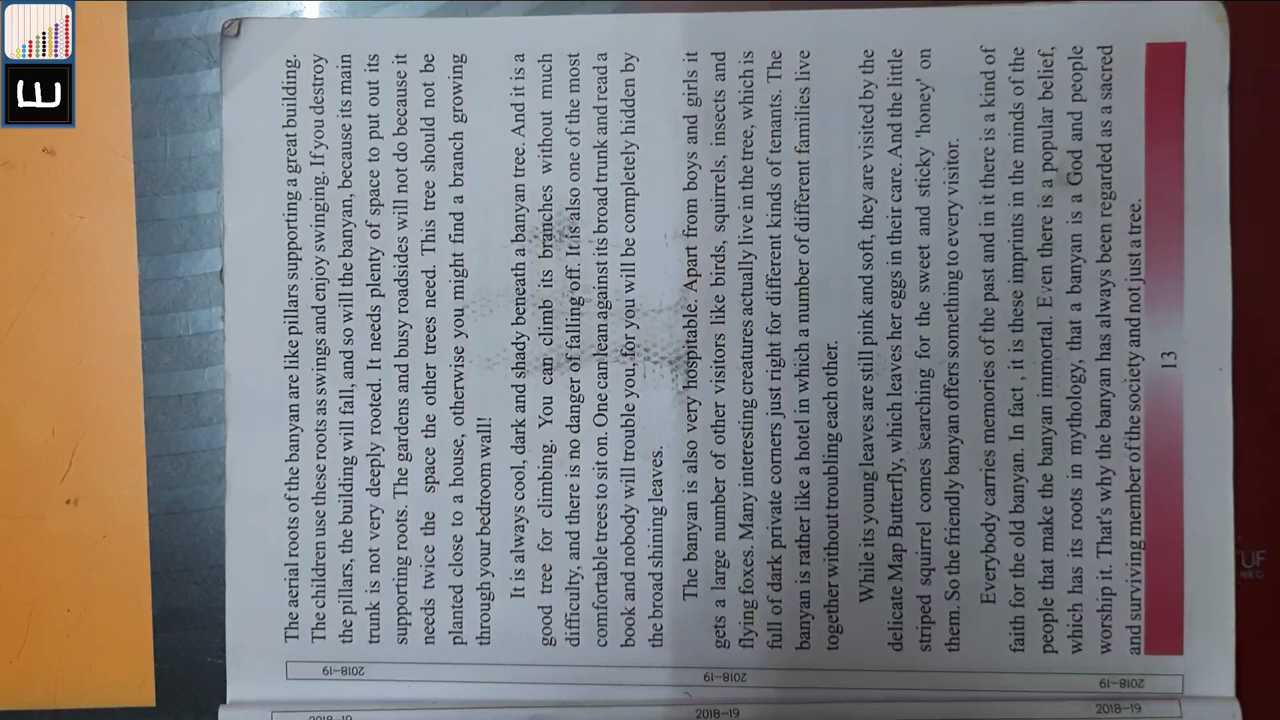 The aerial roots of the banyan are like pillars supporting a great building.
The children use these roots as swings and enjoy swinging. If you destroy
the pillars, the building will fall, and so will the banyan, because its main
trunk is not very deeply rooted. It needs plenty of space to put out its
supporting roots. The gardens and busy roadsides will not do because it
needs twice the space the other trees need. This tree should not be
planted close to a house, otherwise you might find a branch growing
through your bedroom wall!
It is always cool, dark and shady beneath a banyan tree. And it is a
good tree for climbing. You can climb its branches without much
difficulty, and there is no danger of falling off. It is also one of the most
comfortable trees to sit on. One can lean against its broad trunk and read a
book and nobody will trouble you, for you will be completely hidden by
the broad shining leaves.
The banyan is also very hospitable. Apart from boys and girls it
gets a large number of other visitors like birds, squirrels, insects and
flying foxes. Many interesting creatures actually live in the tree, which is
full of dark private corners just right for different kinds of tenants. The
banyan is rather like a hotel in which a number of different families live
together without troubling each other.
While its young leaves are still pink and soft, they are visited by the
delicate Map Butterfly, which leaves her eggs in their care. And the little
striped squirrel comes searching for the sweet and sticky 'honey' on
them. So the friendly banyan offers something to every visitor.
Everybody carries memories of the past and in it there is a kind of
faith for the old banyan. In fact , it is these imprints in the minds of the
people that make the banyan immortal. Even there is a popular belief,
which has its roots in mythology, that a banyan is a God and people
worship it. That's why the banyan has always been regarded as a sacred
and surviving member of the society and not just a tree.
13
2018-19
2018-19
2018-19
2018-19
2018-19
2018-19
E
UF
NEO